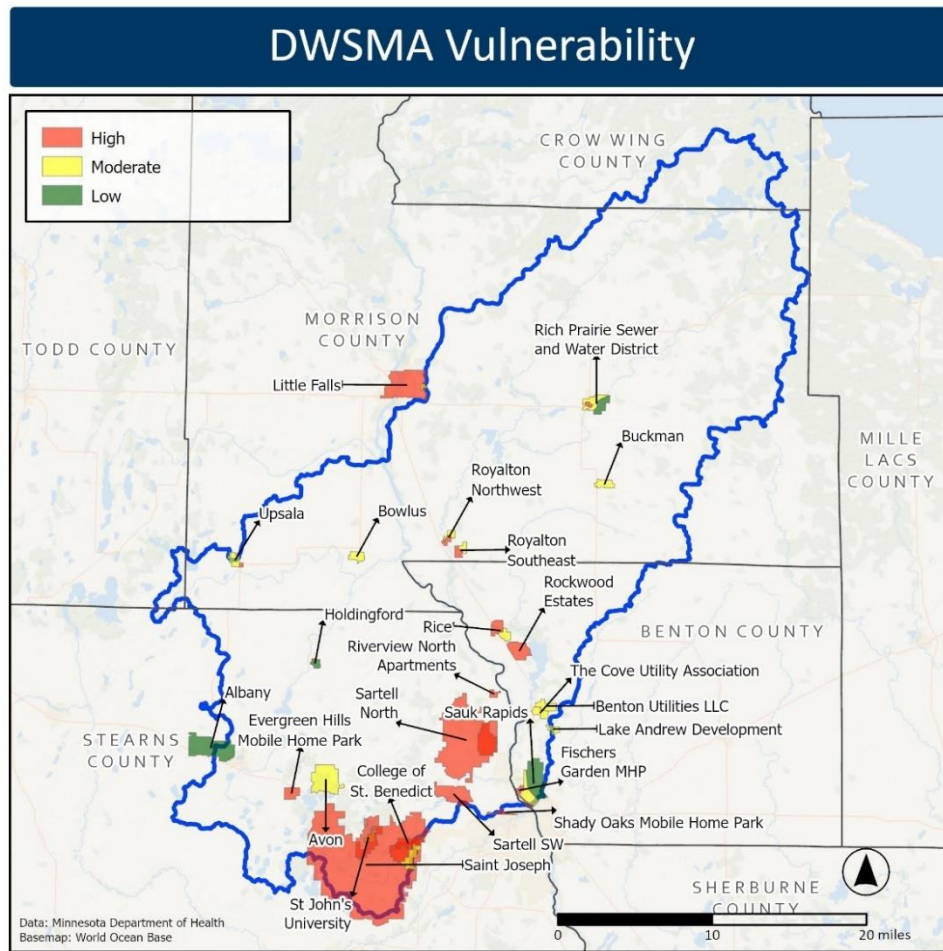 DWSMA Vulnerability
High
Moderate
Low
CROW WING
COUNTY
MORRISON
COUNTY
TODD COUNTY
Rich Prairie Sewer
and Water District
Little Falls
Buckman
MILLE
LACS
COUNTY
Royalton
Northwest
Upsala
Bowlus
Royalton
Southeast
Rockwood
Estates
Holdingford
Rice
BENTON COUNTY
Riverview North
Apartments
The Cove Utility Association
Albany
Sartell
North
Sauk Rapids
Benton Utilities LLC
Evergreen Hills
Mobile Home Park
Lake Andrew Development
STEARNS
COUNTY
College of
St. Benedict
Fischers
Garden MHP
Shady Oaks Mobile Home Park
Avon
Sartell SW
Saint Joseph
St John's
University
SHERBURNE
COUNTY
Data: Minnesota Department of Health
Basemap: World Ocean Base
0 10 20 miles